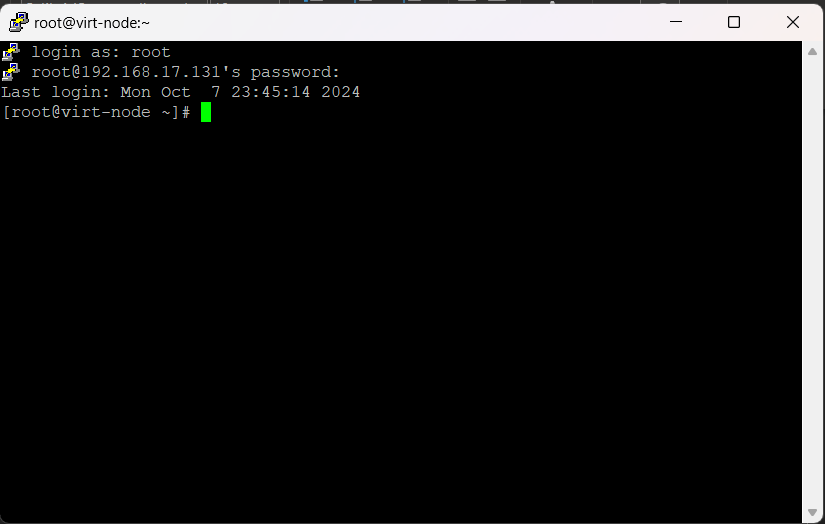 root@virt-node:~
login as: root
root@192.168.17.131's password:
Last login: Mon Oct  7 23:45:14 2024
[root@virt-node ~]#